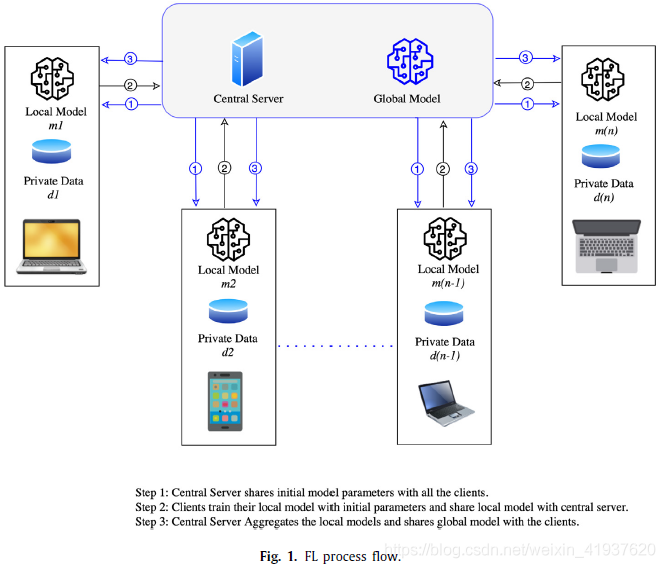 Central Server
Global Model
3
2
1
Local Model
m1
Private Data
d1
3
2
1
Local Model
m(n)
Private Data
d(n)
1
2
3
Local Model
m2
Private Data
d2
1
2
3
Local Model
m(n-1)
Private Data
d(n-1)
Step 1: Central Server shares initial model parameters with all the clients.
Step 2: Clients train their local model with initial parameters and share local model with central server.
Step 3: Central Server Aggregates the local models and shares global model with the clients.
Fig. 1. FL process flow.
https://blog.csdn.net/weixin_41937620